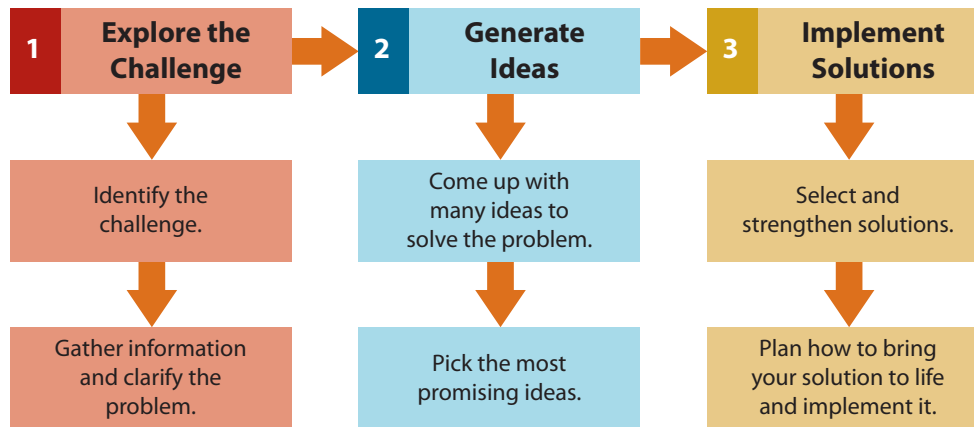 1
Explore the
Challenge
Identify the
challenge.
Gather information
and clarify the
problem.
2
Generate
Ideas
Come up with
many ideas to
solve the problem.
Pick the most
promising ideas.
3
Implement
Solutions
Select and
strengthen solutions.
Plan how to bring
your solution to life
and implement it.